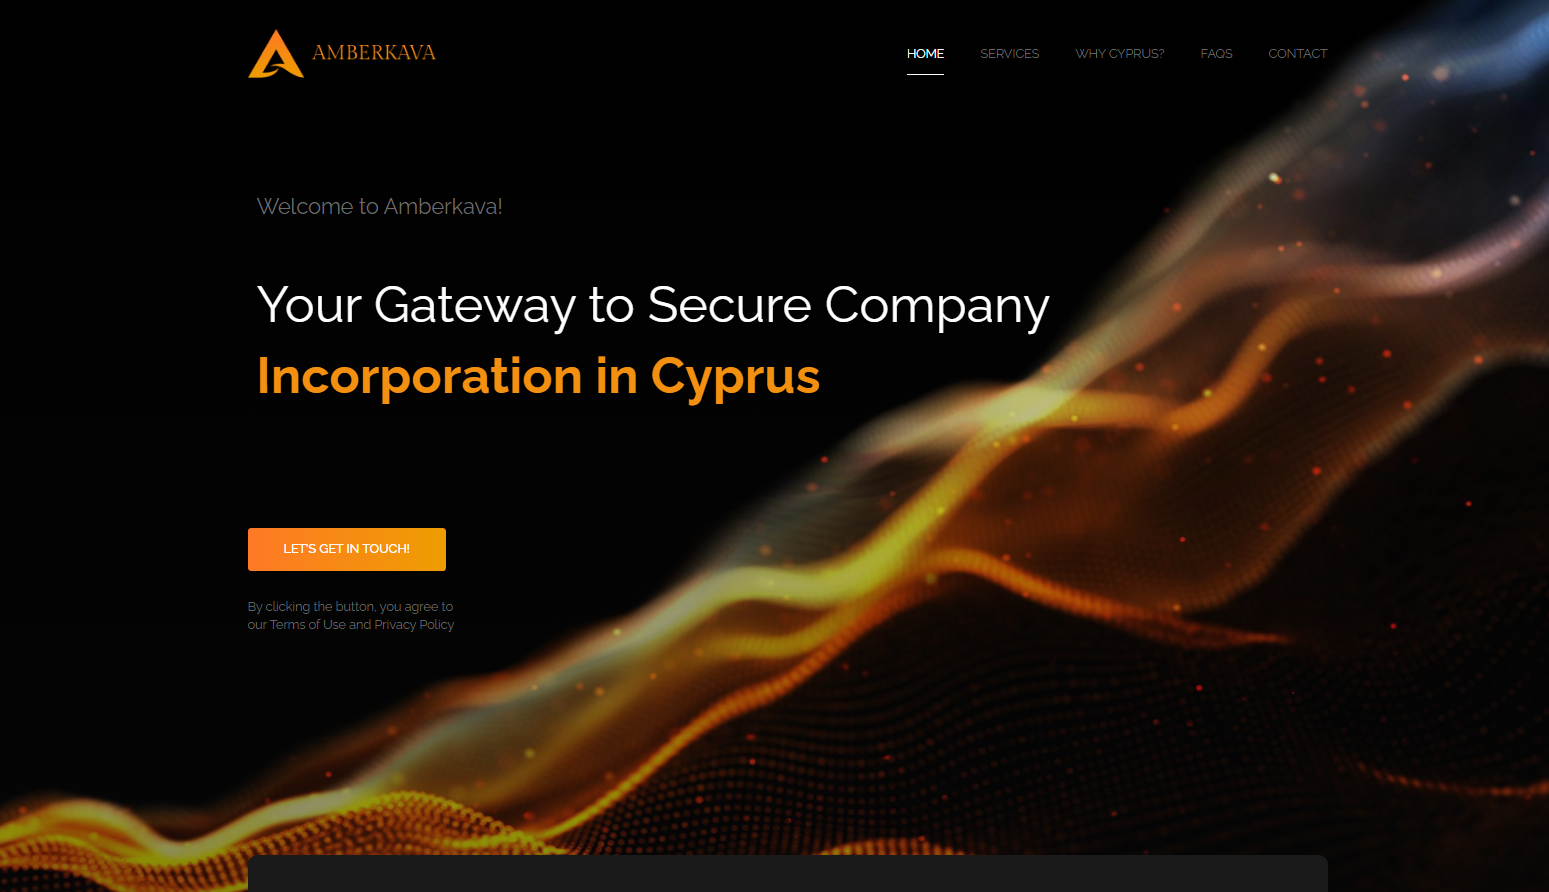 AMBERKAVA
HOME SERVICES WHY CYPRUS? FAQS CONTACT
Welcome to Amberkava!
Your Gateway to Secure Company
Incorporation in Cyprus
LET'S GET IN TOUCH!
By clicking the button, you agree to
our Terms of Use and Privacy Policy